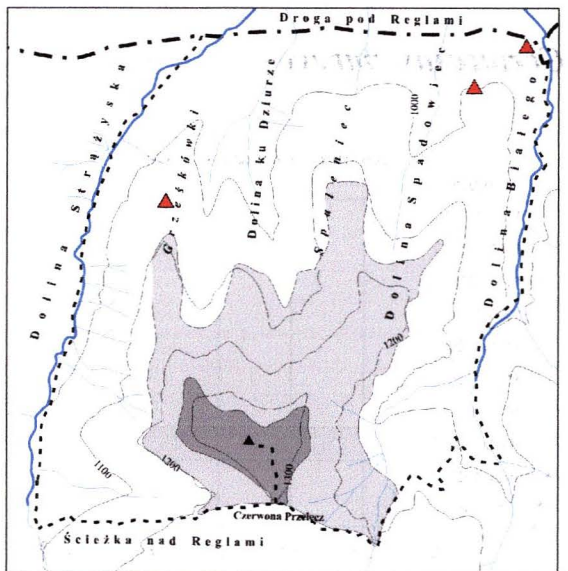 Droga pod Reglami
Dolina Strążyska
Grześkówki
Dolina ku Dziurze
Spaleniec
1000
Dolina Spadowiec
Dolina Białego
1200
1100
1200
1300
Czerwona Przełęcz
Ścieżka nad Reglami